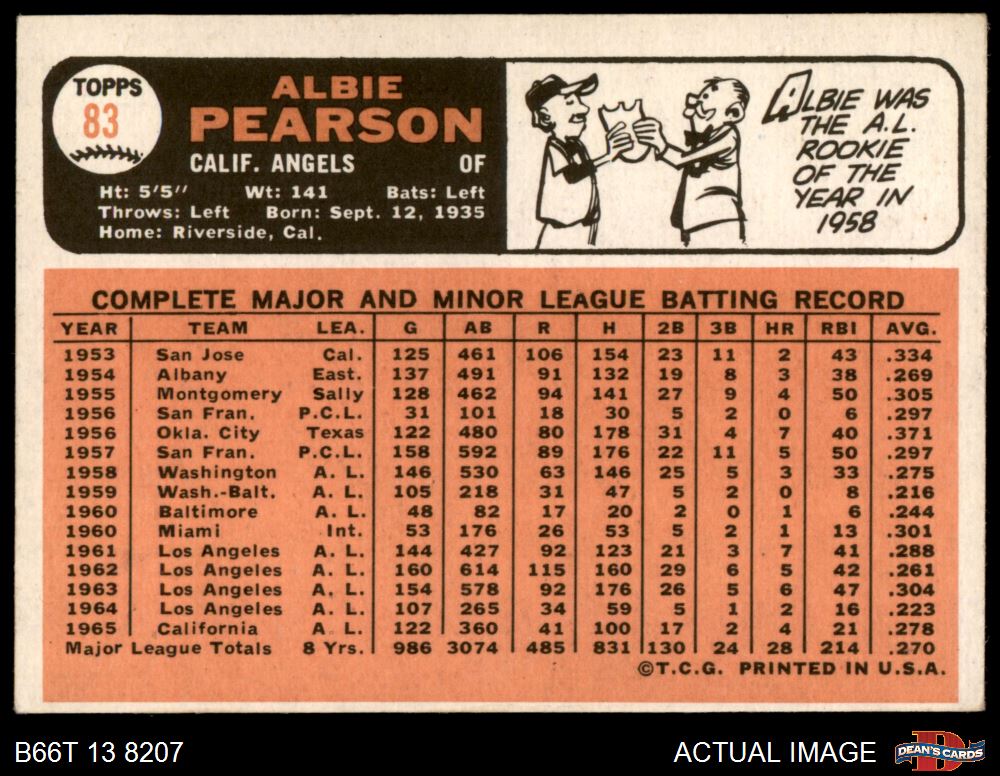 TOPPS
83
ALBIE
PEARSON
CALIF. ANGELS OF
Ht: 5'5" Wt: 141 Bats: Left
Throws: Left Born: Sept. 12, 1935
Home: Riverside, Cal.
ALBIE WAS
THE A.L.
ROOKIE
OF THE
YEAR IN
1958
COMPLETE MAJOR AND MINOR LEAGUE BATTING RECORD
YEAR TEAM LEA. G AB R H 2B 3B HR RBI AVG.
1953 San Jose Cal. 125 461 106 154 23 11 2 43 .334
1954 Albany East. 137 491 91 132 19 8 3 38 .269
1955 Montgomery Sally 128 462 94 141 27 9 4 50 .305
1956 San Fran. P.C.L. 31 101 18 30 5 2 0 6 .297
1956 Okla. City Texas 122 480 80 178 31 4 7 40 .371
1957 San Fran. P.C.L. 158 592 89 176 22 11 5 50 .297
1958 Washington A. L. 146 530 63 146 25 5 3 33 .275
1959 Wash.-Balt. A. L. 105 218 31 47 5 2 0 8 .216
1960 Baltimore A. L. 48 82 17 20 2 0 1 6 .244
1960 Miami Int. 53 176 26 53 5 2 1 13 .301
1961 Los Angeles A. L. 144 427 92 123 21 3 7 41 .288
1962 Los Angeles A. L. 160 614 115 160 29 6 5 42 .261
1963 Los Angeles A. L. 154 578 92 176 26 5 6 47 .304
1964 Los Angeles A. L. 107 265 34 59 5 1 2 16 .223
1965 California A. L. 122 360 41 100 17 2 4 21 .278
Major League Totals 8 Yrs. 986 3074 485 831 130 24 28 214 .270
©T.C.G. PRINTED IN U.S.A.
B66T 13 8207 ACTUAL IMAGE DEAN'S CARDS